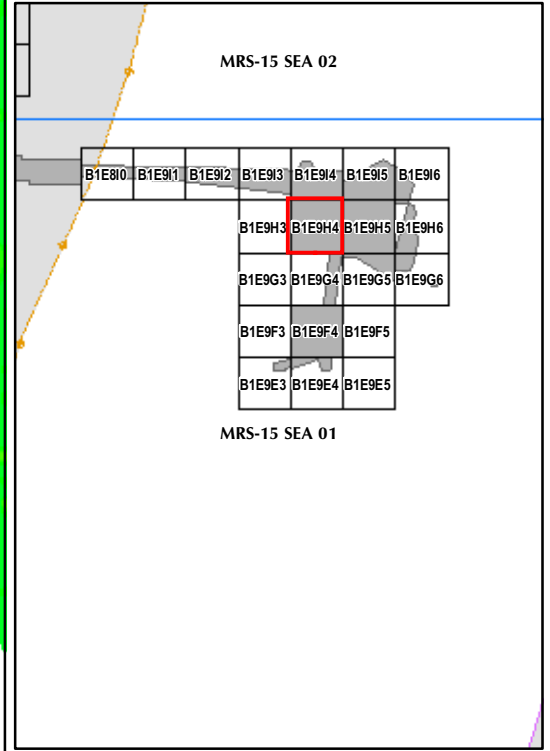 MRS-15 SEA 02
B1E8I0 B1E9I1 B1E9I2 B1E9I3 B1E9I4 B1E9I5 B1E9I6
B1E9H3 B1E9H4 B1E9H5 B1E9H6
B1E9G3 B1E9G4 B1E9G5 B1E9G6
B1E9F3 B1E9F4 B1E9F5
B1E9E3 B1E9E4 B1E9E5
MRS-15 SEA 01